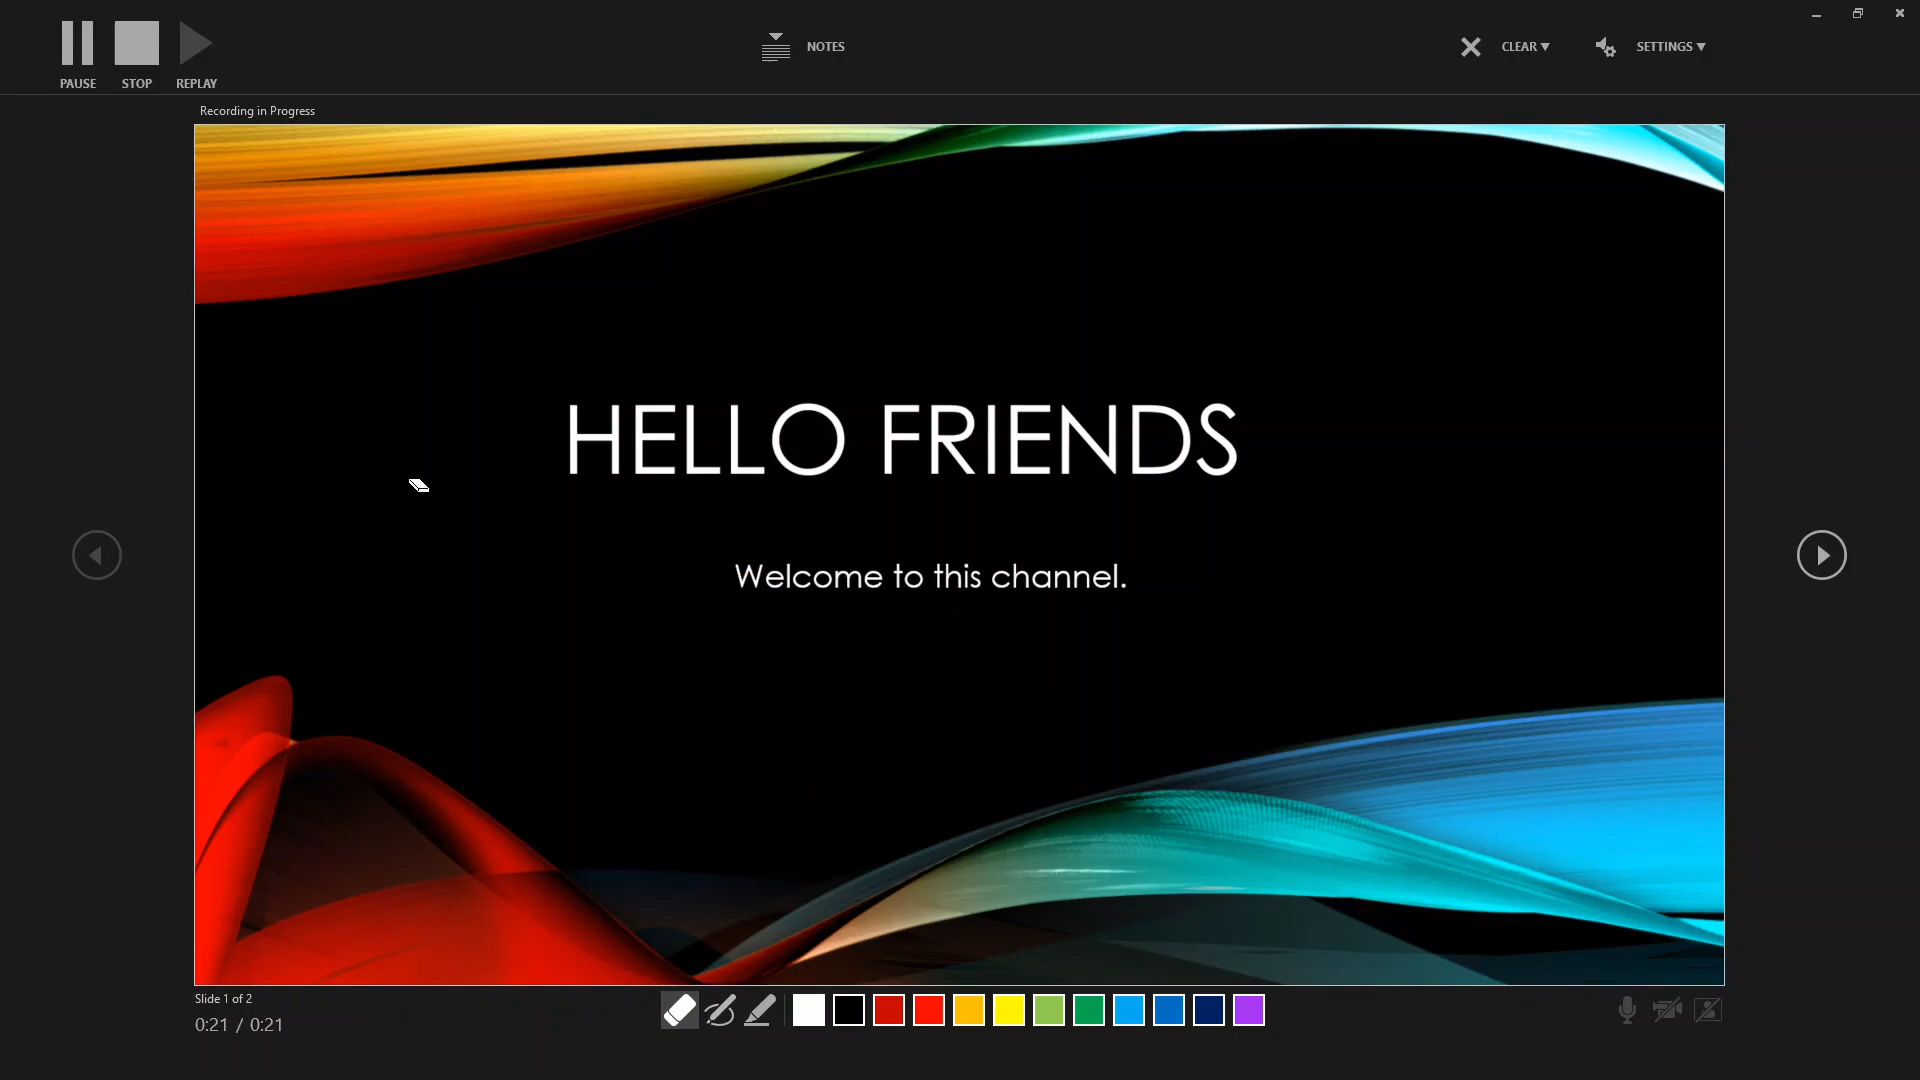 PAUSE STOP REPLAY
NOTES
CLEAR
SETTINGS
Recording in Progress
HELLO FRIENDS
Welcome to this channel.
Slide 1 of 2
0:21 / 0:21